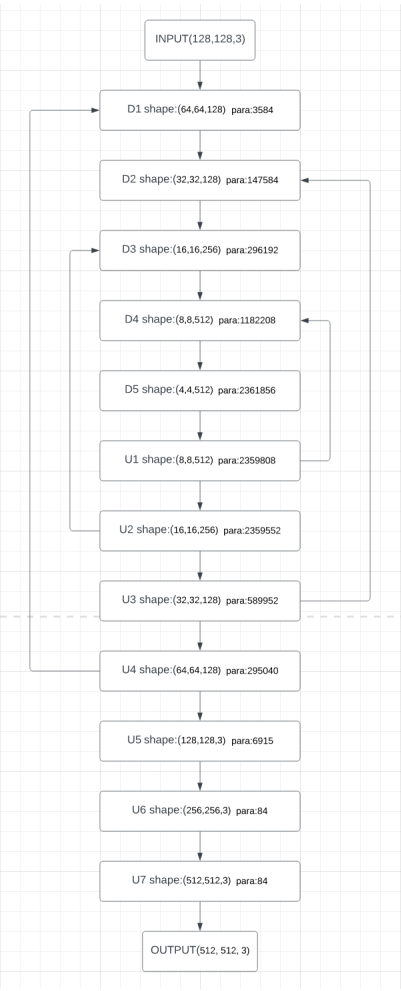 INPUT(128,128,3)
D1 shape:(64,64,128) para:3584
D2 shape:(32,32,128) para:147584
D3 shape:(16,16,256) para:296192
D4 shape:(8,8,512) para:1182208
D5 shape:(4,4,512) para:2361856
U1 shape:(8,8,512) para:2359808
U2 shape:(16,16,256) para:2359552
U3 shape:(32,32,128) para:589952
U4 shape:(64,64,128) para:295040
U5 shape:(128,128,3) para:6915
U6 shape:(256,256,3) para:84
U7 shape:(512,512,3) para:84
OUTPUT(512, 512, 3)